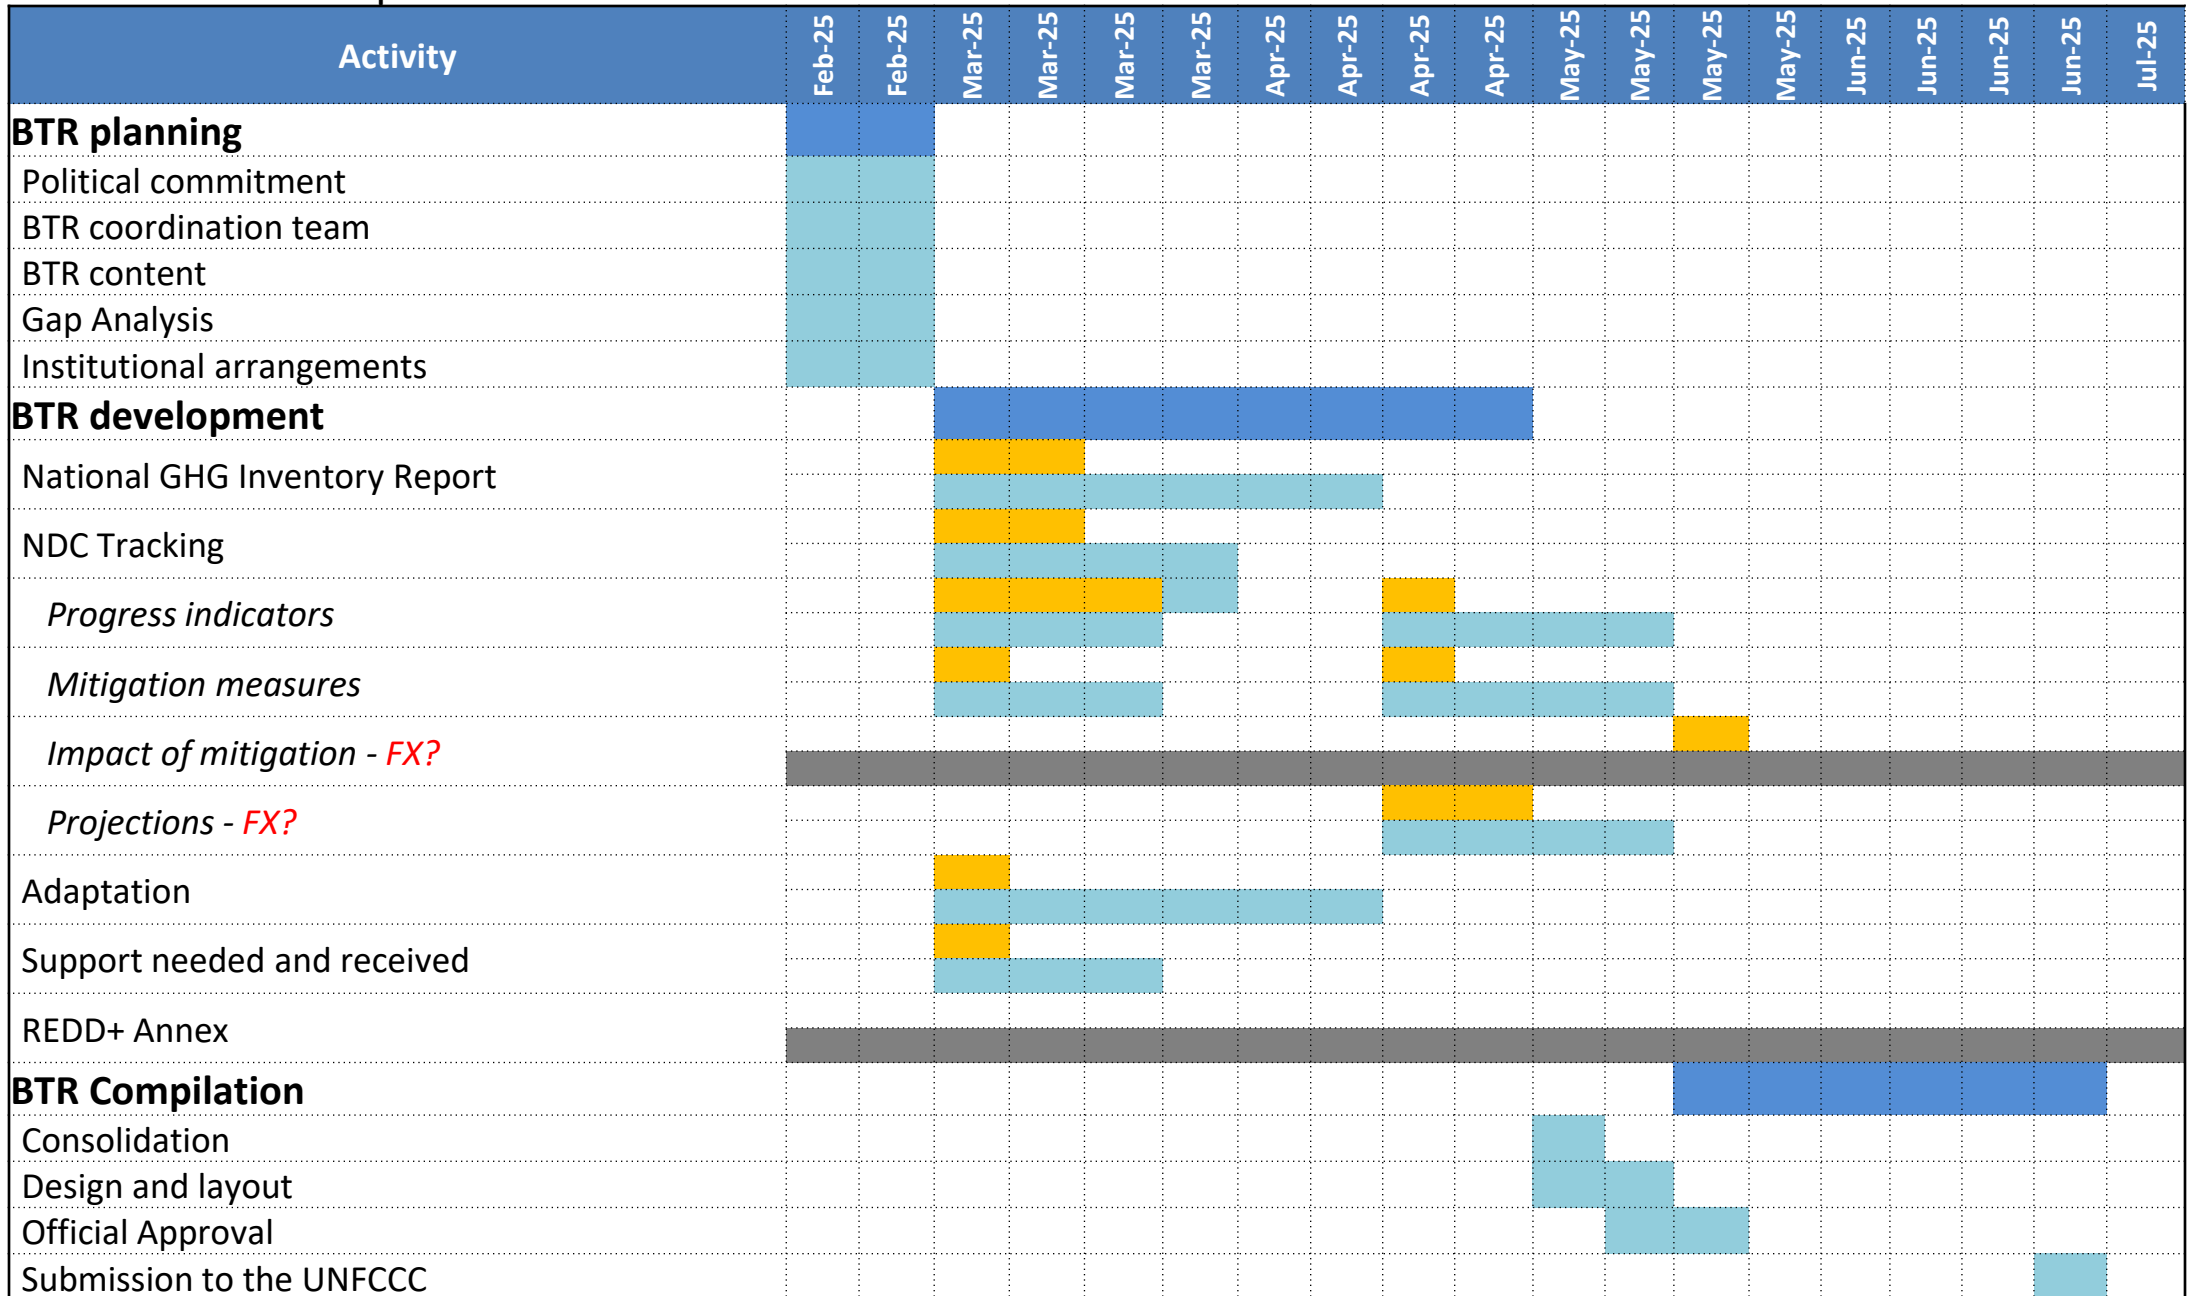 Activity
Feb-25
Feb-25
Mar-25
Mar-25
Mar-25
Mar-25
Apr-25
Apr-25
Apr-25
Apr-25
May-25
May-25
May-25
May-25
Jun-25
Jun-25
Jun-25
Jun-25
Jul-25
BTR planning
Political commitment
BTR coordination team
BTR content
Gap Analysis
Institutional arrangements
BTR development
National GHG Inventory Report
NDC Tracking
Progress indicators
Mitigation measures
Impact of mitigation - FX?
Projections - FX?
Adaptation
Support needed and received
REDD+ Annex
BTR Compilation
Consolidation
Design and layout
Official Approval
Submission to the UNFCCC